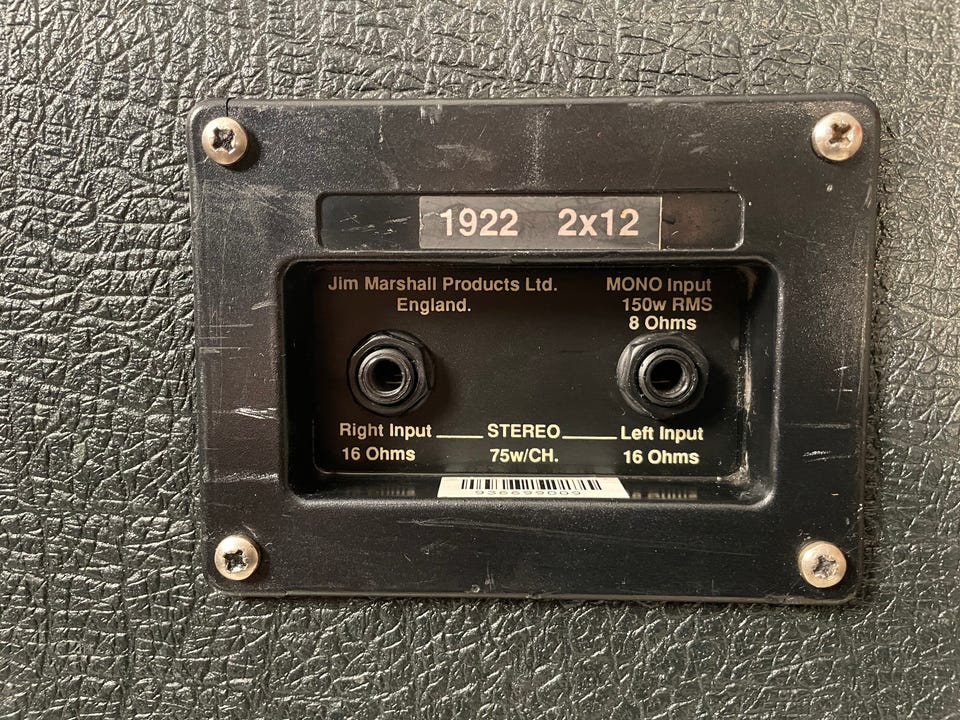 1922 2x12
Jim Marshall Products Ltd.
England.
MONO Input
150w RMS
8 Ohms
Right Input STEREO Left Input
16 Ohms 75w/CH. 16 Ohms
936699009